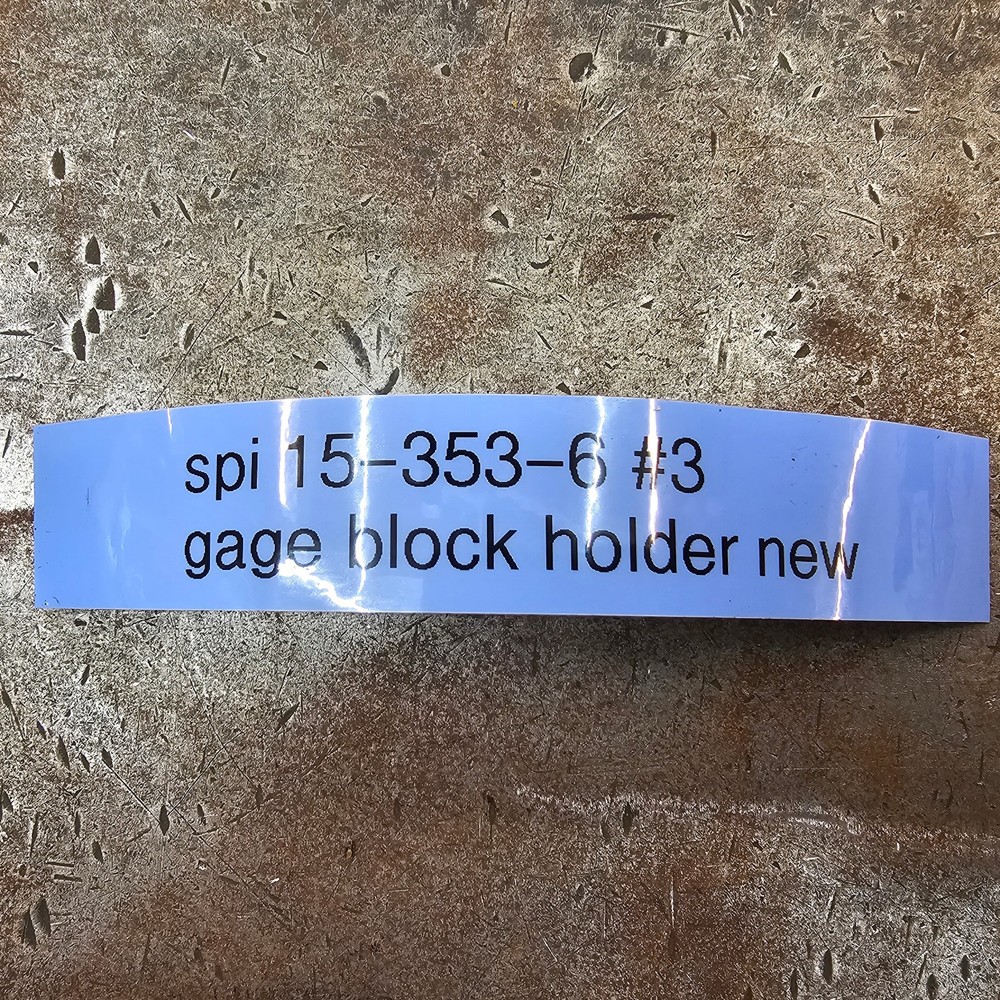 spi 15-353-6 #3
gage block holder new